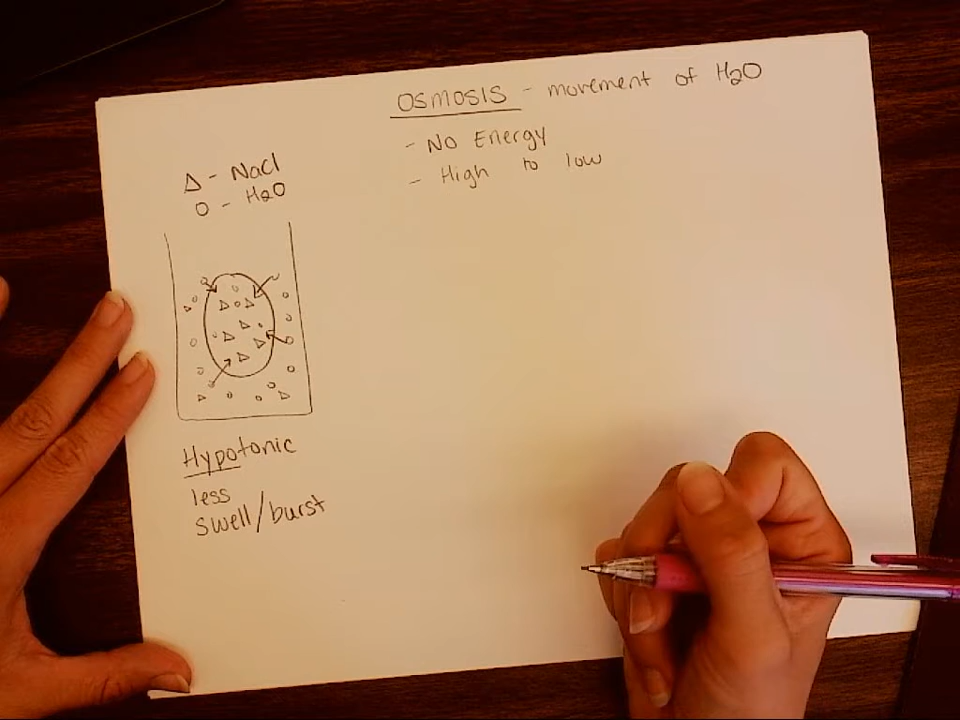 OSMOSIS - movement of H2O
- No Energy
- High to low
Δ - NaCl
O - H2O
Hypotonic
less
swell/burst